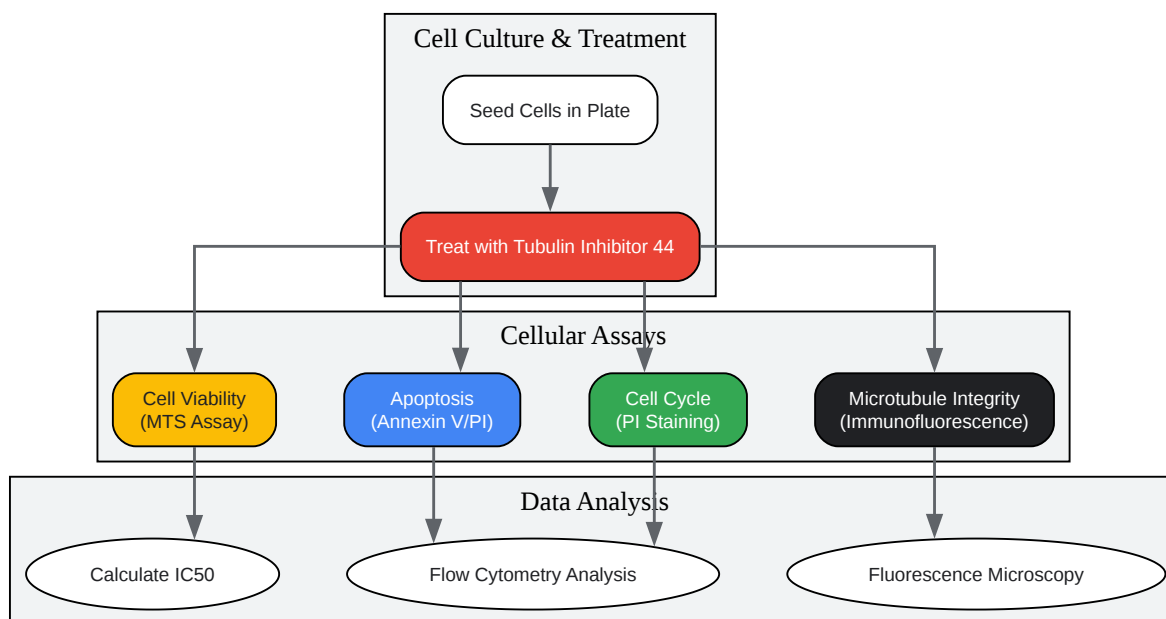 Cell Culture & Treatment
Seed Cells in Plate
Treat with Tubulin Inhibitor 44
Cellular Assays
Cell Viability
(MTS Assay)
Apoptosis
(Annexin V/PI)
Cell Cycle
(PI Staining)
Microtubule Integrity
(Immunofluorescence)
Data Analysis
Calculate IC50
Flow Cytometry Analysis
Fluorescence Microscopy